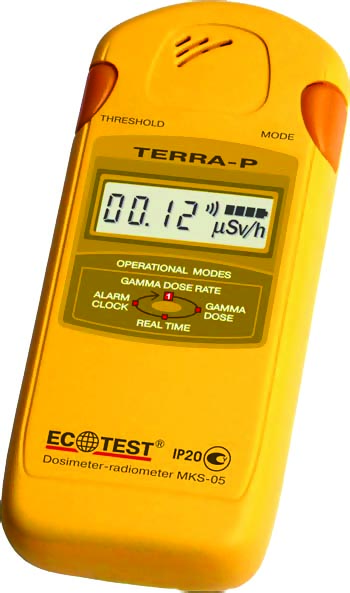 THRESHOLD
MODE
TERRA-P
00.12 µSv/h
OPERATIONAL MODES
GAMMA DOSE RATE
1
ALARM CLOCK
GAMMA DOSE
REAL TIME
ECOTEST® IP20
Dosimeter-radiometer MKS-05